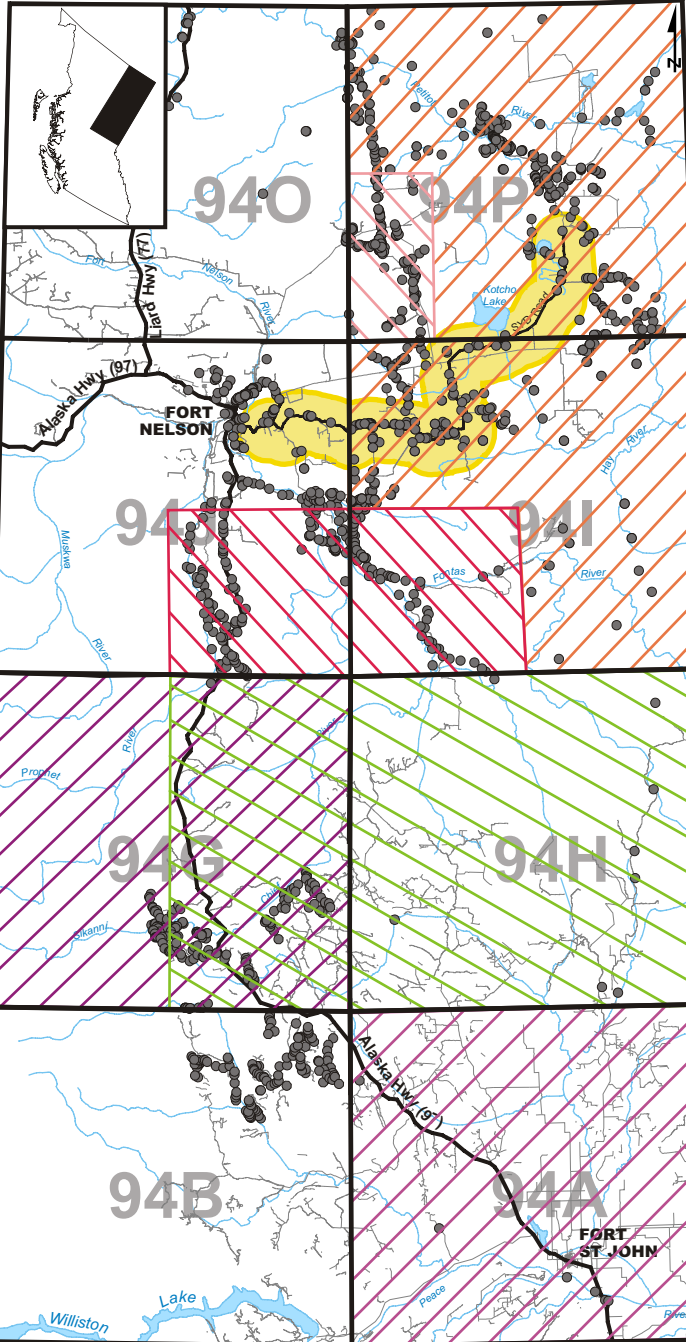 N
94O
94P
Petitot
River
Liard Hwy (77)
Fort
Nelson
River
Kotcho
Lake
Alaska Hwy (97)
FORT
NELSON
94J
94I
Hay River
Muskwa
River
Fontas
River
River
Prophet
River
94G
94H
Sikanni
94B
94A
Alaska Hwy (97)
FORT
ST JOHN
Peace
Williston
Lake